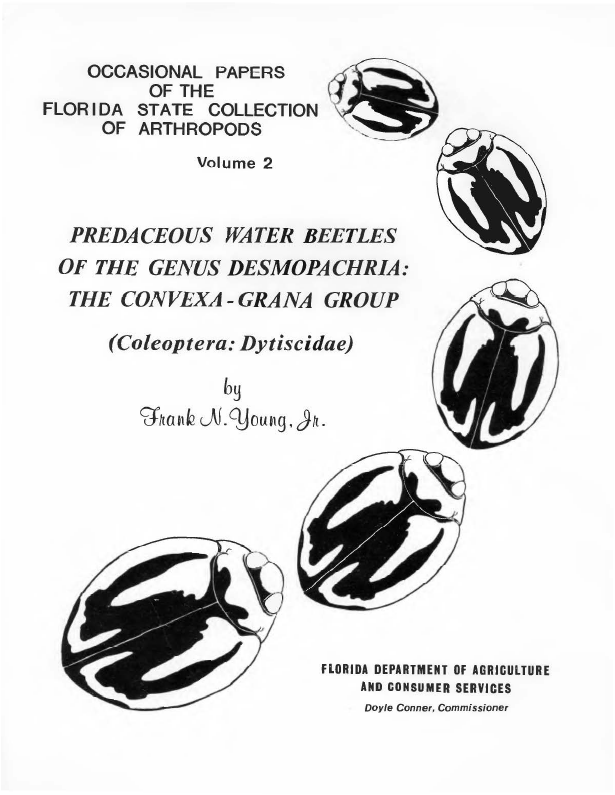 OCCASIONAL PAPERS
OF THE
FLORIDA STATE COLLECTION
OF ARTHROPODS
Volume 2
PREDACEOUS WATER BEETLES
OF THE GENUS DESMOPACHRIA:
THE CONVEXA-GRANA GROUP
(Coleoptera: Dytiscidae)
by
Frank N. Young, Jr.
FLORIDA DEPARTMENT OF AGRICULTURE
AND CONSUMER SERVICES
Doyle Conner, Commissioner